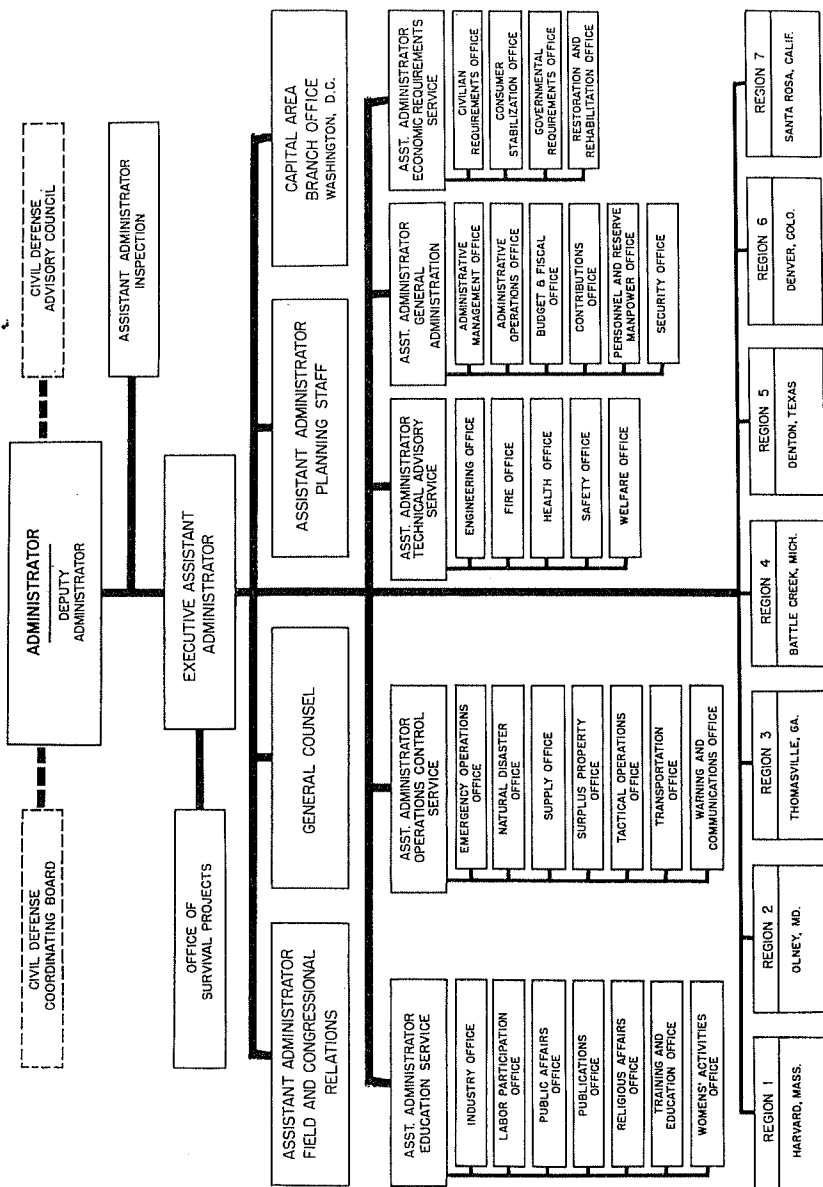 CIVIL DEFENSE
COORDINATING BOARD
ADMINISTRATOR
DEPUTY
ADMINISTRATOR
CIVIL DEFENSE
ADVISORY COUNCIL
ASSISTANT ADMINISTRATOR
INSPECTION
EXECUTIVE ASSISTANT
ADMINISTRATOR
OFFICE OF
SURVIVAL PROJECTS
ASSISTANT ADMINISTRATOR
FIELD AND CONGRESSIONAL
RELATIONS
GENERAL COUNSEL
ASSISTANT ADMINISTRATOR
PLANNING STAFF
CAPITAL AREA
BRANCH OFFICE
WASHINGTON, D.C.
ASST. ADMINISTRATOR
EDUCATION SERVICE
INDUSTRY OFFICE
LABOR PARTICIPATION
OFFICE
PUBLIC AFFAIRS
OFFICE
PUBLICATIONS
OFFICE
RELIGIOUS AFFAIRS
OFFICE
TRAINING AND
EDUCATION OFFICE
WOMENS' ACTIVITIES
OFFICE
ASST. ADMINISTRATOR
OPERATIONS CONTROL
SERVICE
EMERGENCY OPERATIONS
OFFICE
NATURAL DISASTER
OFFICE
SUPPLY OFFICE
SURPLUS PROPERTY
OFFICE
TACTICAL OPERATIONS
OFFICE
TRANSPORTATION
OFFICE
WARNING AND
COMMUNICATIONS OFFICE
ASST. ADMINISTRATOR
TECHNICAL ADVISORY
SERVICE
ENGINEERING OFFICE
FIRE OFFICE
HEALTH OFFICE
SAFETY OFFICE
WELFARE OFFICE
ASST. ADMINISTRATOR
GENERAL
ADMINISTRATION
ADMINISTRATIVE
MANAGEMENT OFFICE
ADMINISTRATIVE
OPERATIONS OFFICE
BUDGET & FISCAL
OFFICE
CONTRIBUTIONS
OFFICE
PERSONNEL AND RESERVE
MANPOWER OFFICE
SECURITY OFFICE
ASST. ADMINISTRATOR
ECONOMIC REQUIREMENTS
SERVICE
CIVILIAN
REQUIREMENTS OFFICE
CONSUMER
STABILIZATION OFFICE
GOVERNMENTAL
REQUIREMENTS OFFICE
RESTORATION AND
REHABILITATION OFFICE
REGION 1
HARVARD, MASS.
REGION 2
OLNEY, MD.
REGION 3
THOMASVILLE, GA.
REGION 4
BATTLE CREEK, MICH.
REGION 5
DENTON, TEXAS
REGION 6
DENVER, COLO.
REGION 7
SANTA ROSA, CALIF.